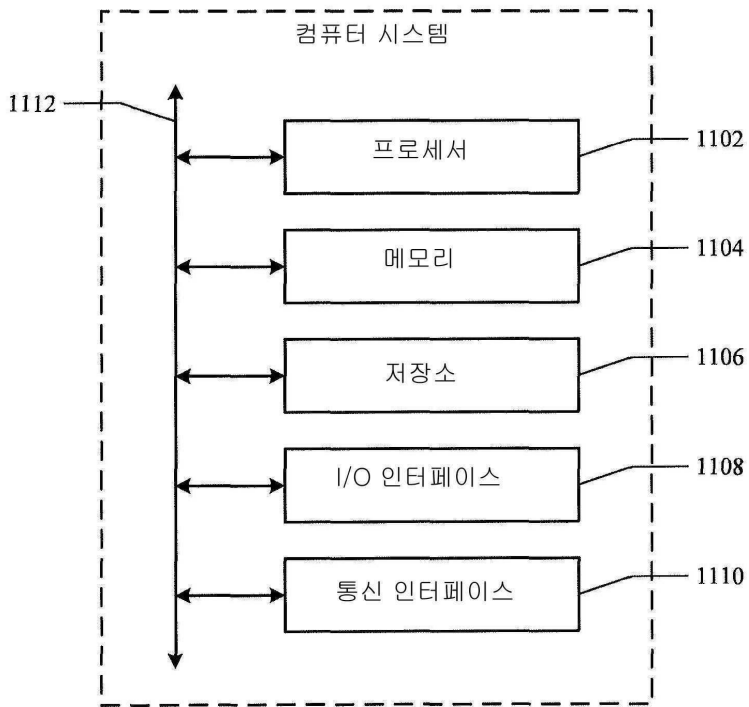 컴퓨터 시스템
1112
프로세서
1102
메모리
1104
저장소
1106
I/O 인터페이스
1108
통신 인터페이스
1110